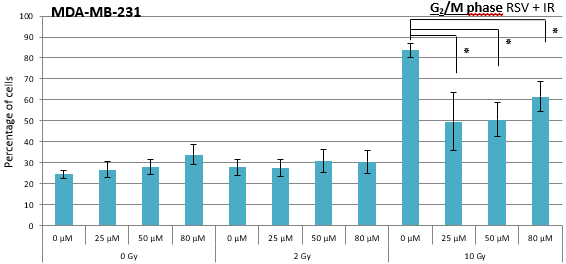 MDA-MB-231
G₂/M phase RSV + IR
Percentage of cells
100
90
80
70
60
50
40
30
20
10
0
* * *
0 µM 25 µM 50 µM 80 µM 0 µM 25 µM 50 µM 80 µM 0 µM 25 µM 50 µM 80 µM
0 Gy 2 Gy 10 Gy